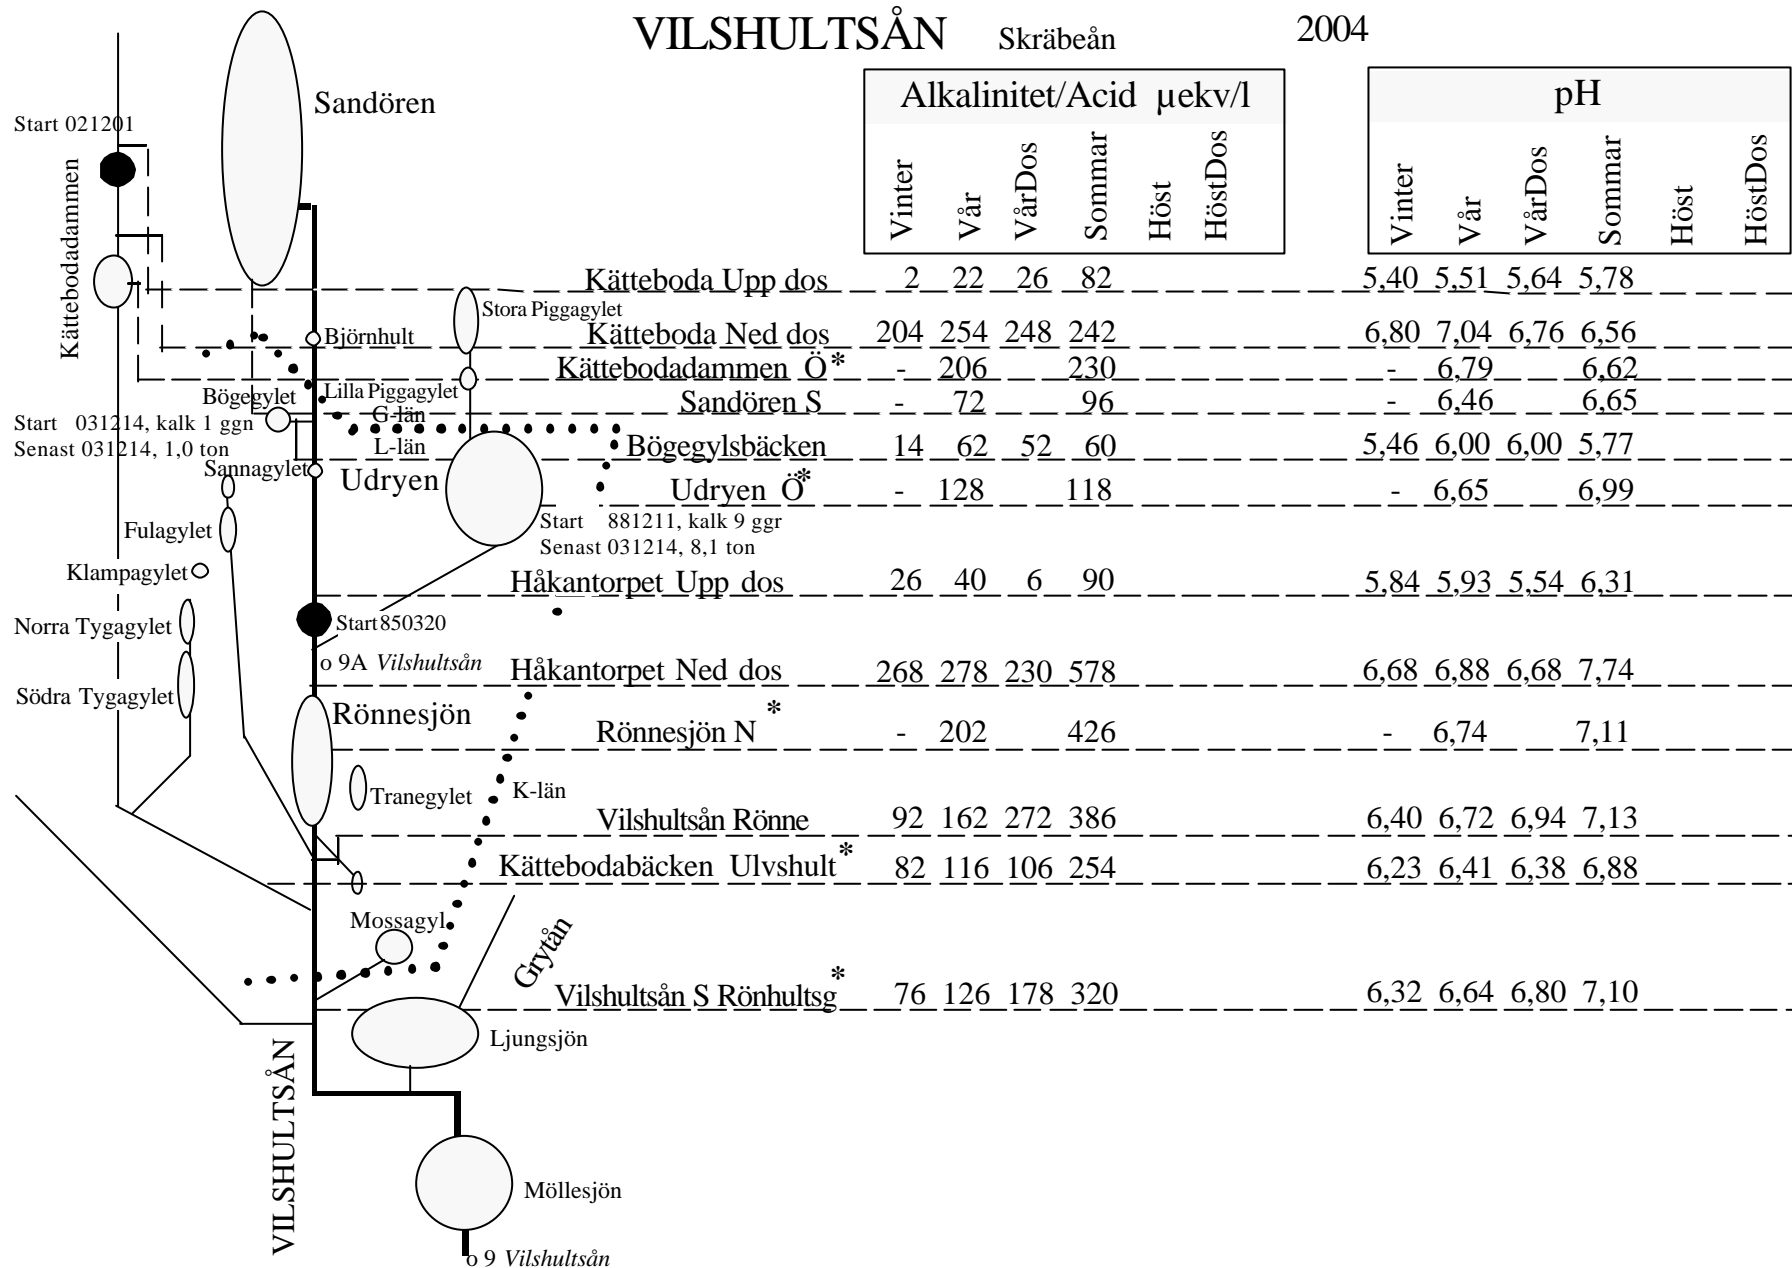 VILSHULTSÅN Skräbeån 2004
Alkalinitet/Acid µekv/l pH
Vinter Vår VårDos Sommar Höst HöstDos Vinter Vår VårDos Sommar Höst HöstDos
Sandören
Start 021201
Kättebodadammen
Kätteboda Upp dos 2 22 26 82 5,40 5,51 5,64 5,78
Stora Piggagylet
Björnhult
Kätteboda Ned dos 204 254 248 242 6,80 7,04 6,76 6,56
Kättebodadammen Ö* - 206 230 - 6,79 6,62
Lilla Piggagylet
Bögegylet
Sandören S - 72 96 - 6,46 6,65
G-län
Start 031214, kalk 1 ggn
L-län
Bögegylsbäcken 14 62 52 60 5,46 6,00 6,00 5,77
Senast 031214, 1,0 ton
Sannagylet
Udryen
Udryen Ö* - 128 118 - 6,65 6,99
Start 881211, kalk 9 ggr
Senast 031214, 8,1 ton
Fulagylet
Klampagylet
Håkantorpet Upp dos 26 40 6 90 5,84 5,93 5,54 6,31
Norra Tygagylet
Start 850320
o 9A Vilshultsån
Håkantorpet Ned dos 268 278 230 578 6,68 6,88 6,68 7,74
Södra Tygagylet
Rönnesjön
Rönnesjön N * - 202 426 - 6,74 7,11
Tranegylet
K-län
Vilshultsån Rönne 92 162 272 386 6,40 6,72 6,94 7,13
Kättebodabäcken Ulvshult* 82 116 106 254 6,23 6,41 6,38 6,88
Mossagyl
Grytån
Vilshultsån S Rönhultsg* 76 126 178 320 6,32 6,64 6,80 7,10
Ljungsjön
VILSHULTSÅN
Möllesjön
o 9 Vilshultsån